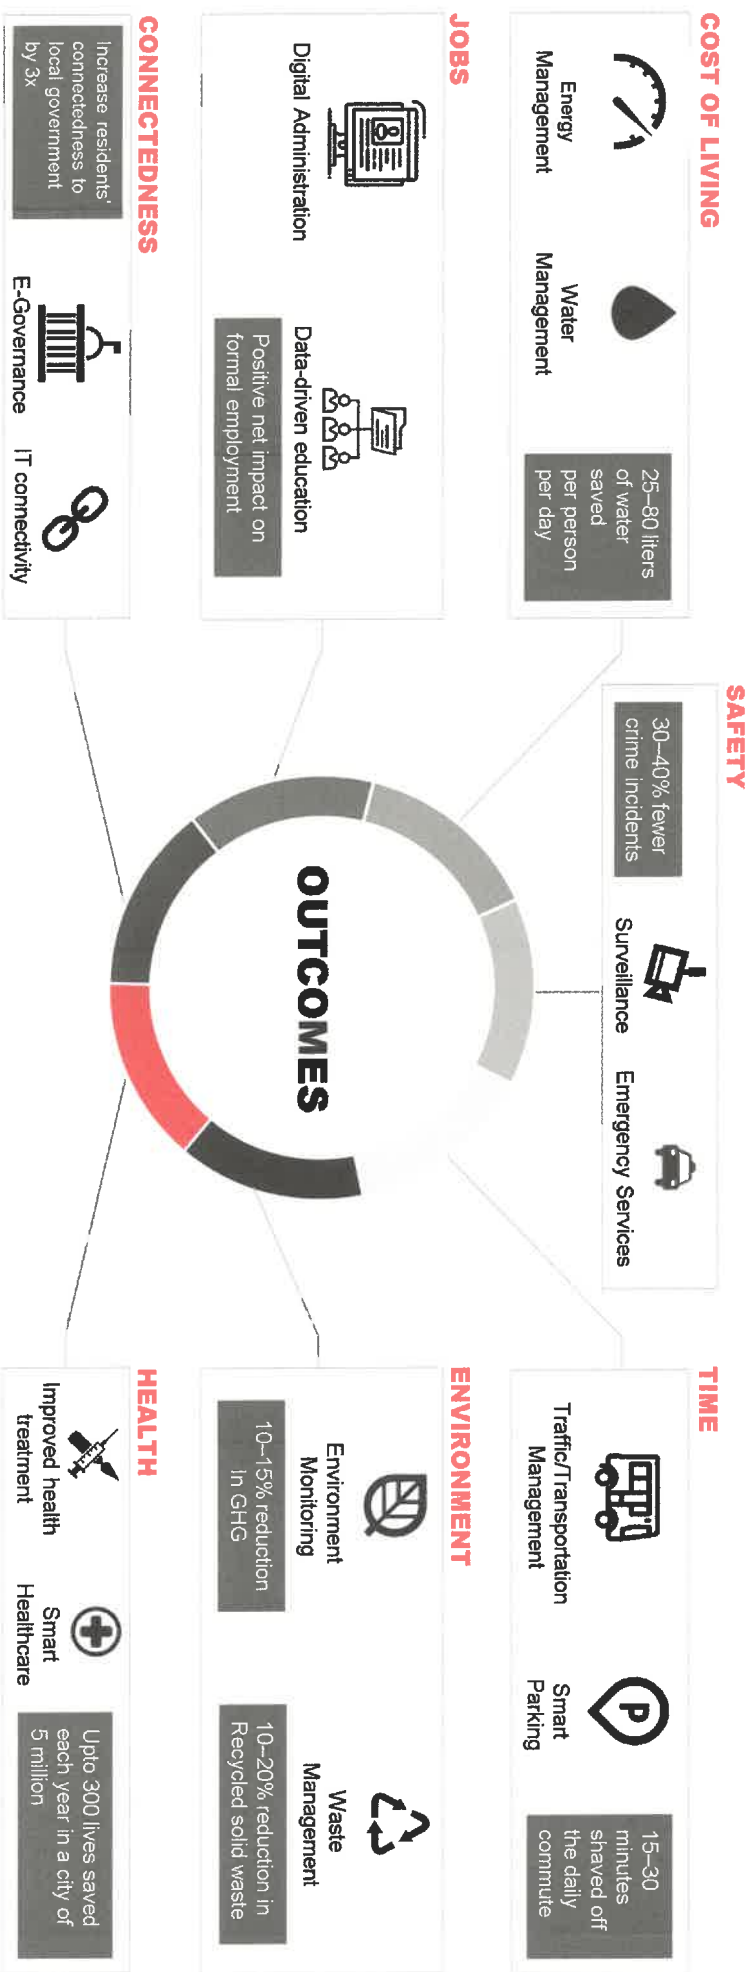 SAFETY
30–40% fewer
crime incidents
Surveillance
Emergency Services
COST OF LIVING
Energy
Management
Water
Management
25–80 liters
of water
saved
per person
per day
JOBS
Digital Administration
Data-driven education
Positive net impact on
formal employment
CONNECTEDNESS
Increase residents'
connectedness to
local government
by 3x
E-Governance
IT connectivity
OUTCOMES
TIME
Traffic/Transportation
Management
P
Smart
Parking
15–30
minutes
shaved off
the daily
commute
ENVIRONMENT
Environment
Monitoring
10–15% reduction
In GHG
Waste
Management
10–20% reduction in
Recycled solid waste
HEALTH
Improved health
treatment
Smart
Healthcare
Upto 300 lives saved
each year in a city of
5 million